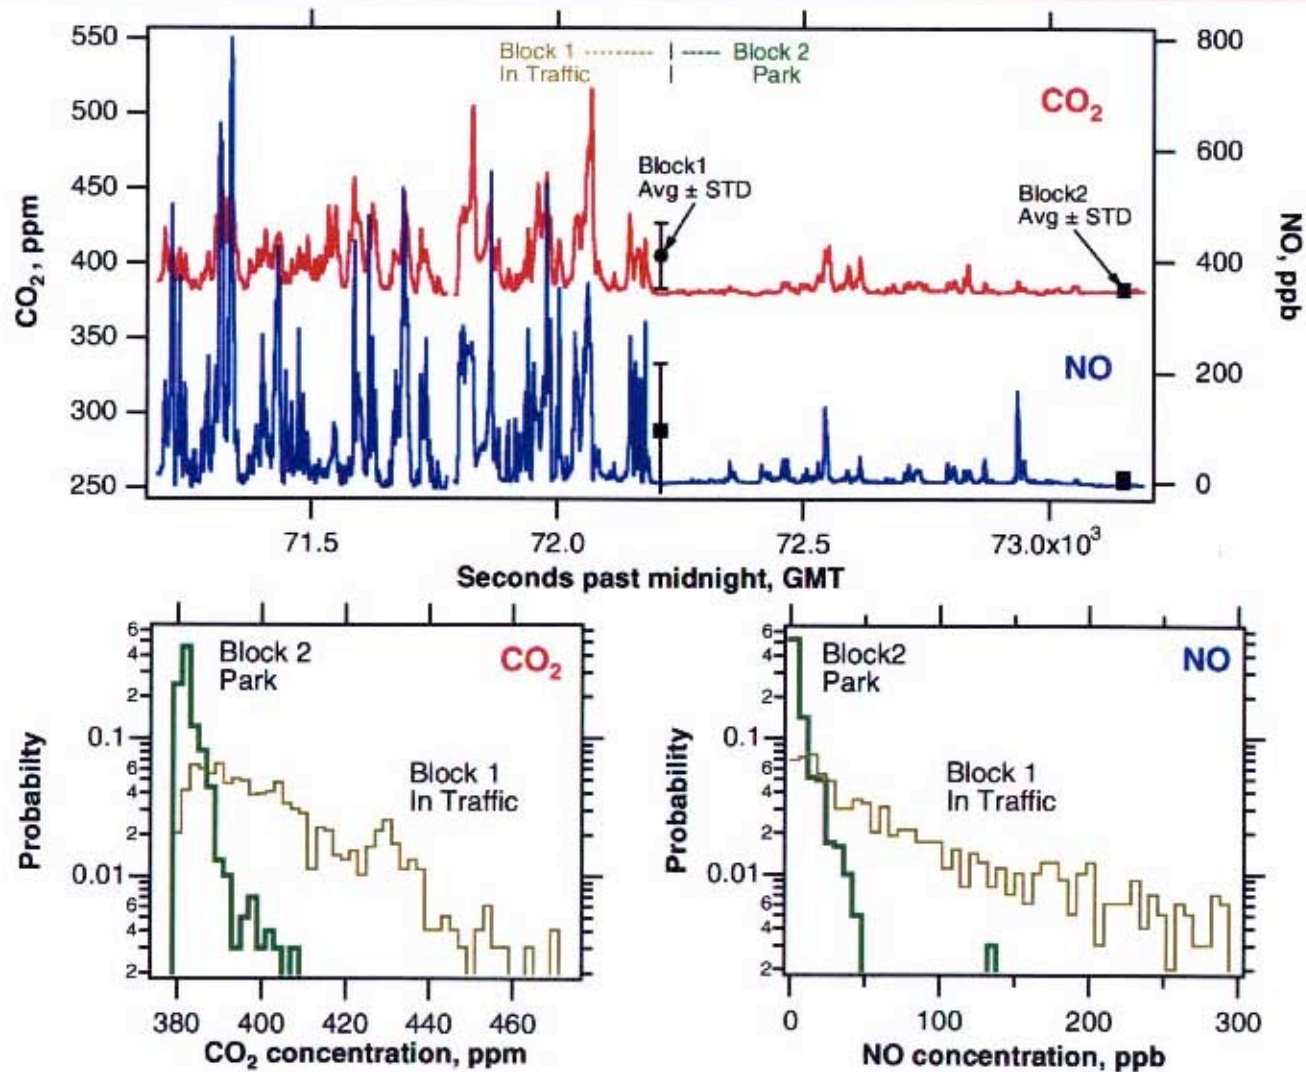 550
500
450
400
350
300
250
CO2, ppm
Block 1 | Block 2
In Traffic | Park
CO2
Block1
Avg ± STD
Block2
Avg ± STD
NO
800
600
400
200
0
NO, ppb
71.5 72.0 72.5 73.0x10³
Seconds past midnight, GMT
6
4
2
0.1
6
4
2
0.01
6
4
2
Probabilty
Block 2
Park
CO2
Block 1
In Traffic
380 400 420 440 460
CO2 concentration, ppm
6
4
2
0.1
6
4
2
0.01
6
4
2
Probability
Block2
Park
NO
Block 1
In Traffic
0 100 200 300
NO concentration, ppb